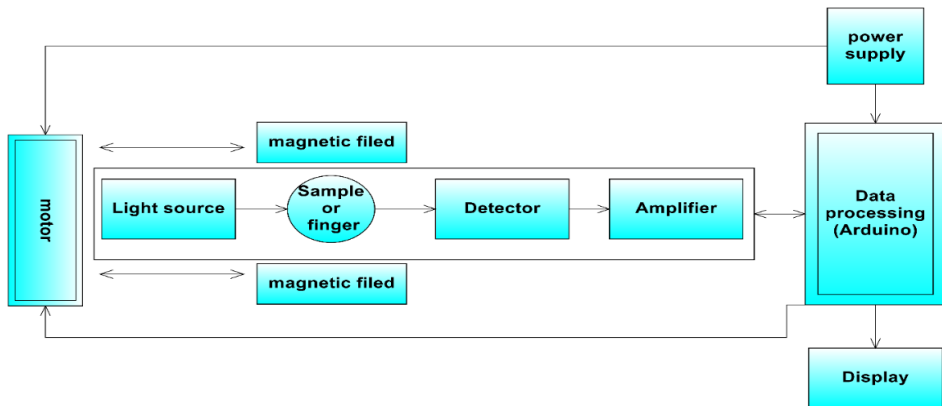 power
supply
magnetic filed
motor
Light source
Sample
or
finger
Detector
Amplifier
Data
processing
(Arduino)
magnetic filed
Display